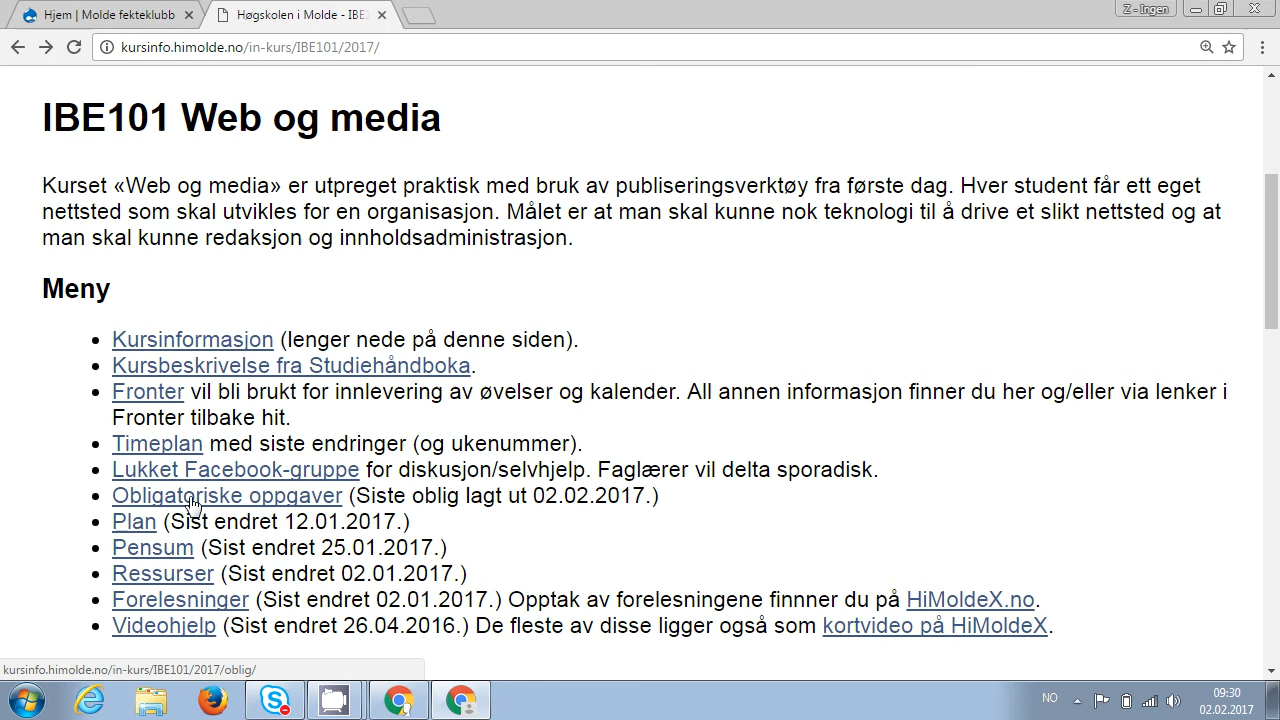 Hjem | Molde fekteklubb
Høgskolen i Molde - IBE1
Z - Ingen
kursinfo.himolde.no/in-kurs/IBE101/2017/
IBE101 Web og media
Kurset «Web og media» er utpreget praktisk med bruk av publiseringsverktøy fra første dag. Hver student får ett eget
nettsted som skal utvikles for en organisasjon. Målet er at man skal kunne nok teknologi til å drive et slikt nettsted og at
man skal kunne redaksjon og innholdsadministrasjon.
Meny
Kursinformasjon (lenger nede på denne siden).
Kursbeskrivelse fra Studiehåndboka.
Fronter vil bli brukt for innlevering av øvelser og kalender. All annen informasjon finner du her og/eller via lenker i
Fronter tilbake hit.
Timeplan med siste endringer (og ukenummer).
Lukket Facebook-gruppe for diskusjon/selvhjelp. Faglærer vil delta sporadisk.
Obligatoriske oppgaver (Siste oblig lagt ut 02.02.2017.)
Plan (Sist endret 12.01.2017.)
Pensum (Sist endret 25.01.2017.)
Ressurser (Sist endret 02.01.2017.)
Forelesninger (Sist endret 02.01.2017.) Opptak av forelesningene finnner du på HiMoldeX.no.
Videohjelp (Sist endret 26.04.2016.) De fleste av disse ligger også som kortvideo på HiMoldeX.
kursinfo.himolde.no/in-kurs/IBE101/2017/oblig/
NO
09:30
02.02.2017